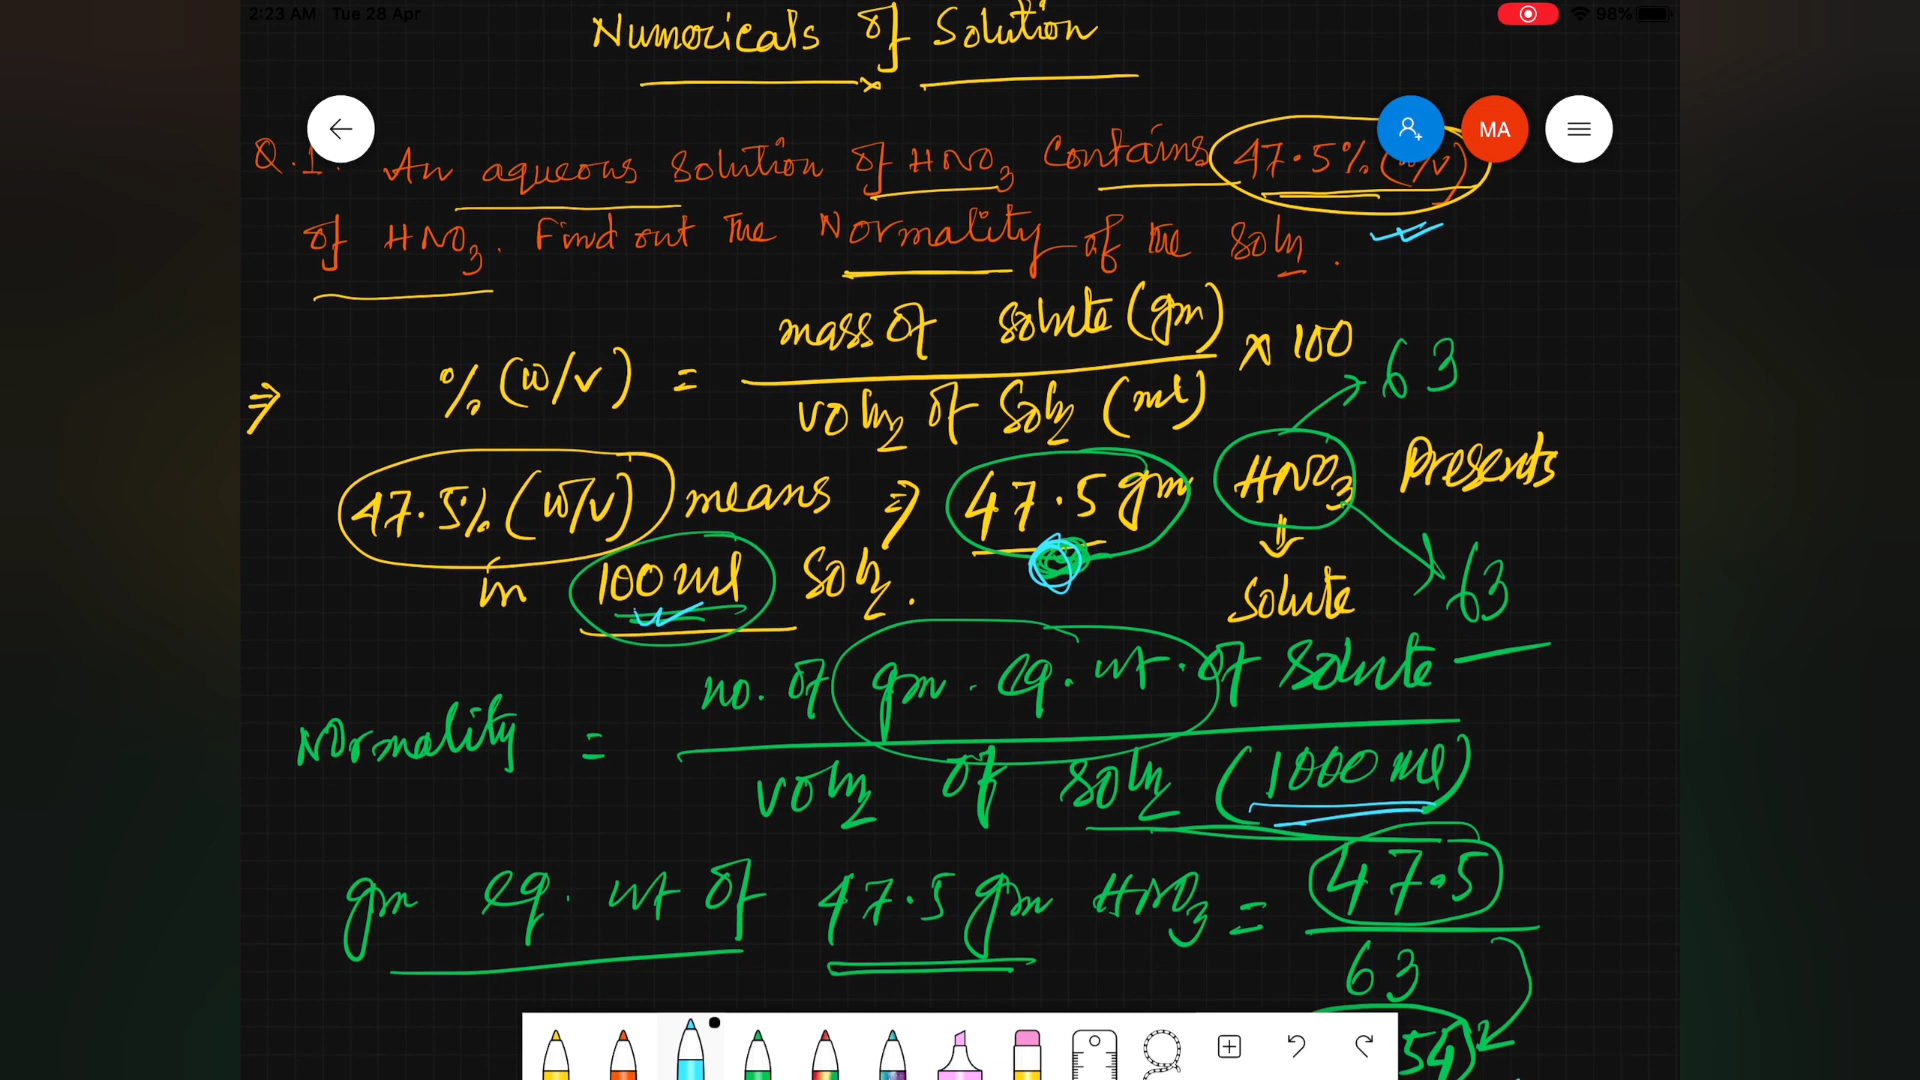 2:23 AM Tue 28 Apr
98%
Numericals of Solution
MA
Q.1. An aqueous solution of HNO3 contains 47.5% (w/v)
of HNO3. Find out the Normality of the soln.
%(w/v) = mass of solute (gm) / volm of soln (ml) × 100
63
47.5% (w/v) means ⇒ 47.5 gm HNO3 Presents
in 100 ml soln.
solute
63
Normality = no. of gm. eq. wt. of solute / volm of soln (1000 ml)
gm eq. wt of 47.5 gm HNO3 = 47.5 / 63
54